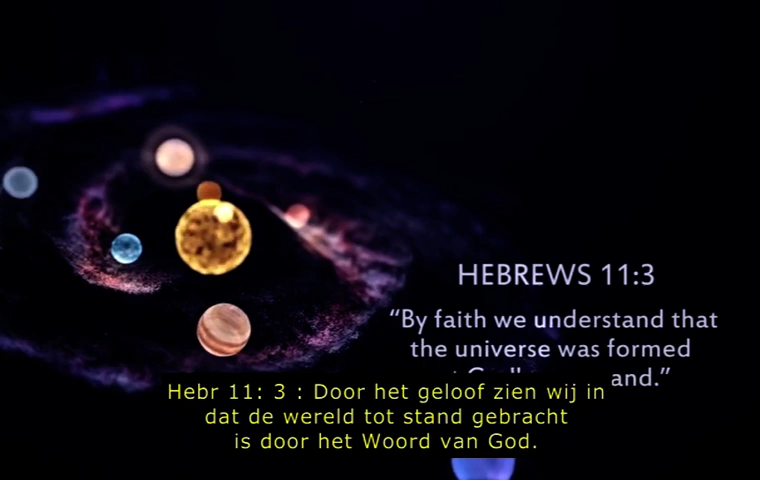 HEBREWS 11:3
“By faith we understand that
the universe was formed
and.”
Hebr 11: 3 : Door het geloof zien wij in
dat de wereld tot stand gebracht
is door het Woord van God.